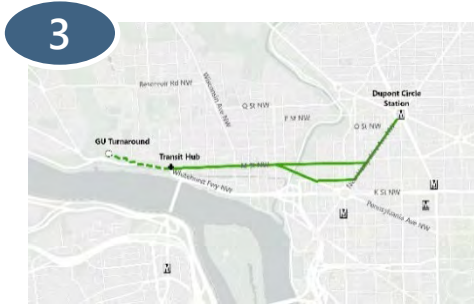 3
Reservoir Rd NW
Wisconsin Ave NW
Q St NW
P St NW
Dupont Circle
Station
O St NW
GU Turnaround
Transit Hub
M St NW
Whitehurst Fwy NW
K St NW
Pennsylvania Ave NW
M
M
M
M